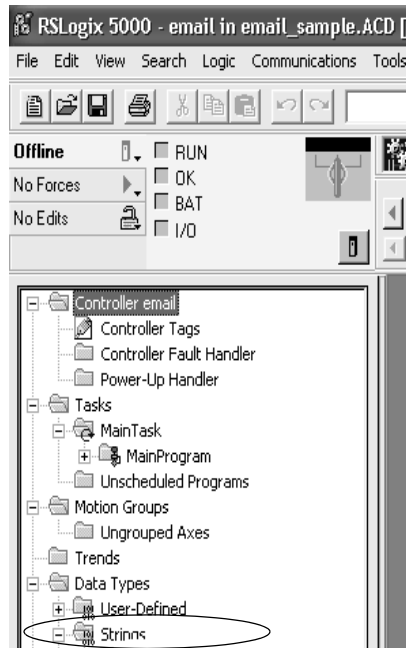 RSLogix 5000 - email in email_sample.ACD [
File Edit View Search Logic Communications Tools
Offline
RUN
No Forces
OK
No Edits
BAT
I/O
Controller email
Controller Tags
Controller Fault Handler
Power-Up Handler
Tasks
MainTask
MainProgram
Unscheduled Programs
Motion Groups
Ungrouped Axes
Trends
Data Types
User-Defined
Strings